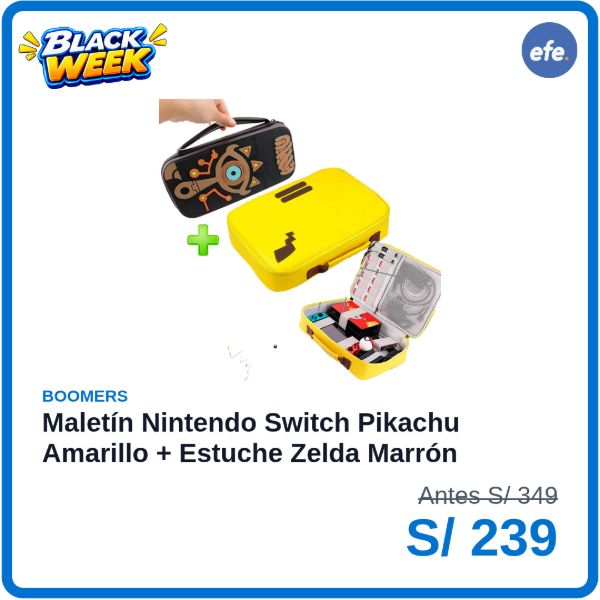 BLACK
WEEK
efe.
BOOMERS
Maletín Nintendo Switch Pikachu
Amarillo + Estuche Zelda Marrón
Antes S/ 349
S/ 239